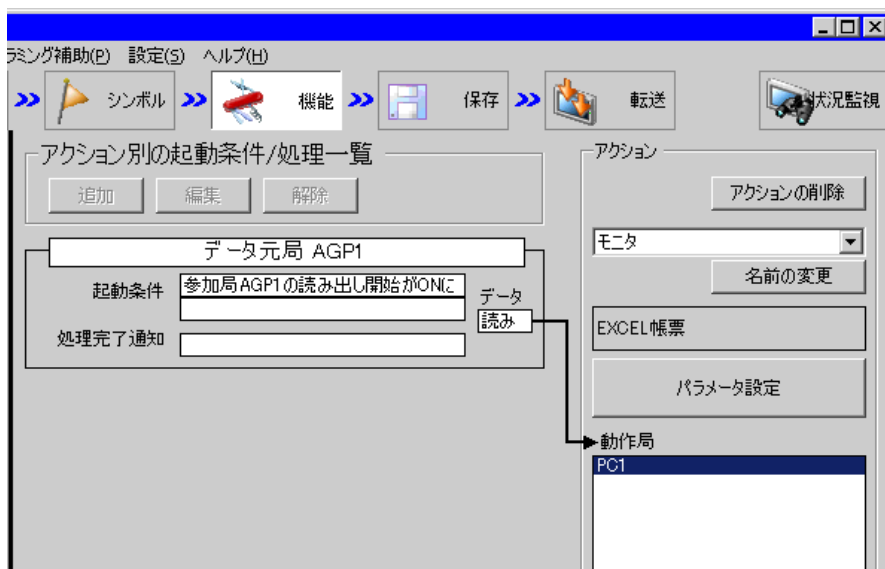 ラミング補助(P) 設定(S) ヘルプ(H)
シンボル 機能 保存 転送 状況監視
アクション別の起動条件/処理一覧
追加 編集 解除
データ元局 AGP1
起動条件 参加局AGP1の読み出し開始がONに
データ
読み
処理完了通知
アクション
アクションの削除
モニタ
名前の変更
EXCEL帳票
パラメータ設定
動作局
PC1